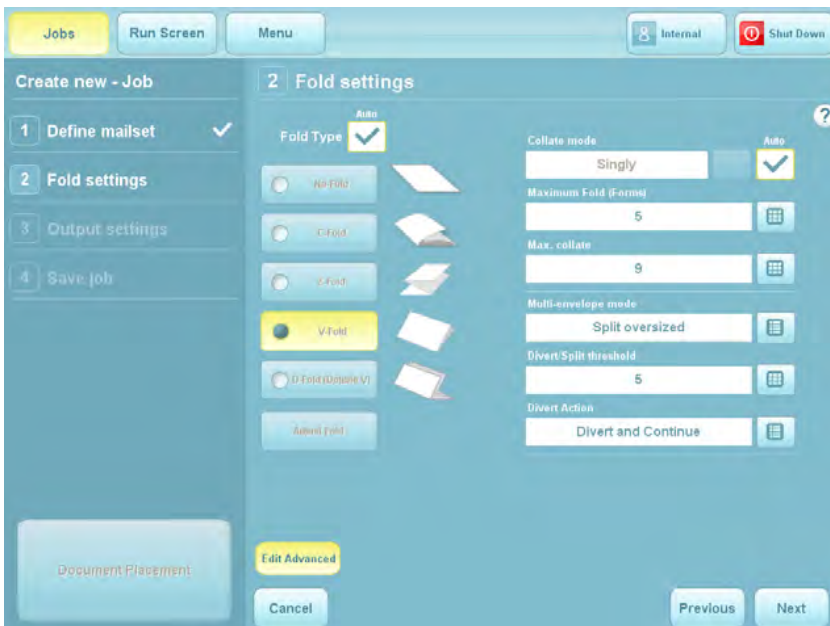 Jobs
Run Screen
Menu
Internal
Shut Down
Create new - Job
2 Fold settings
?
1 Define mailset
2 Fold settings
3 Output settings
4 Save job
Auto
Fold Type
No-Fold
C-Fold
Z-Fold
V-Fold
D-Fold (Double V)
Adjust Fold
Collate mode
Auto
Singly
Maximum Fold (Forms)
5
Max. collate
9
Multi-envelope mode
Split oversized
Divert/Split threshold
5
Divert Action
Divert and Continue
Document Placement
Edit Advanced
Cancel
Previous
Next